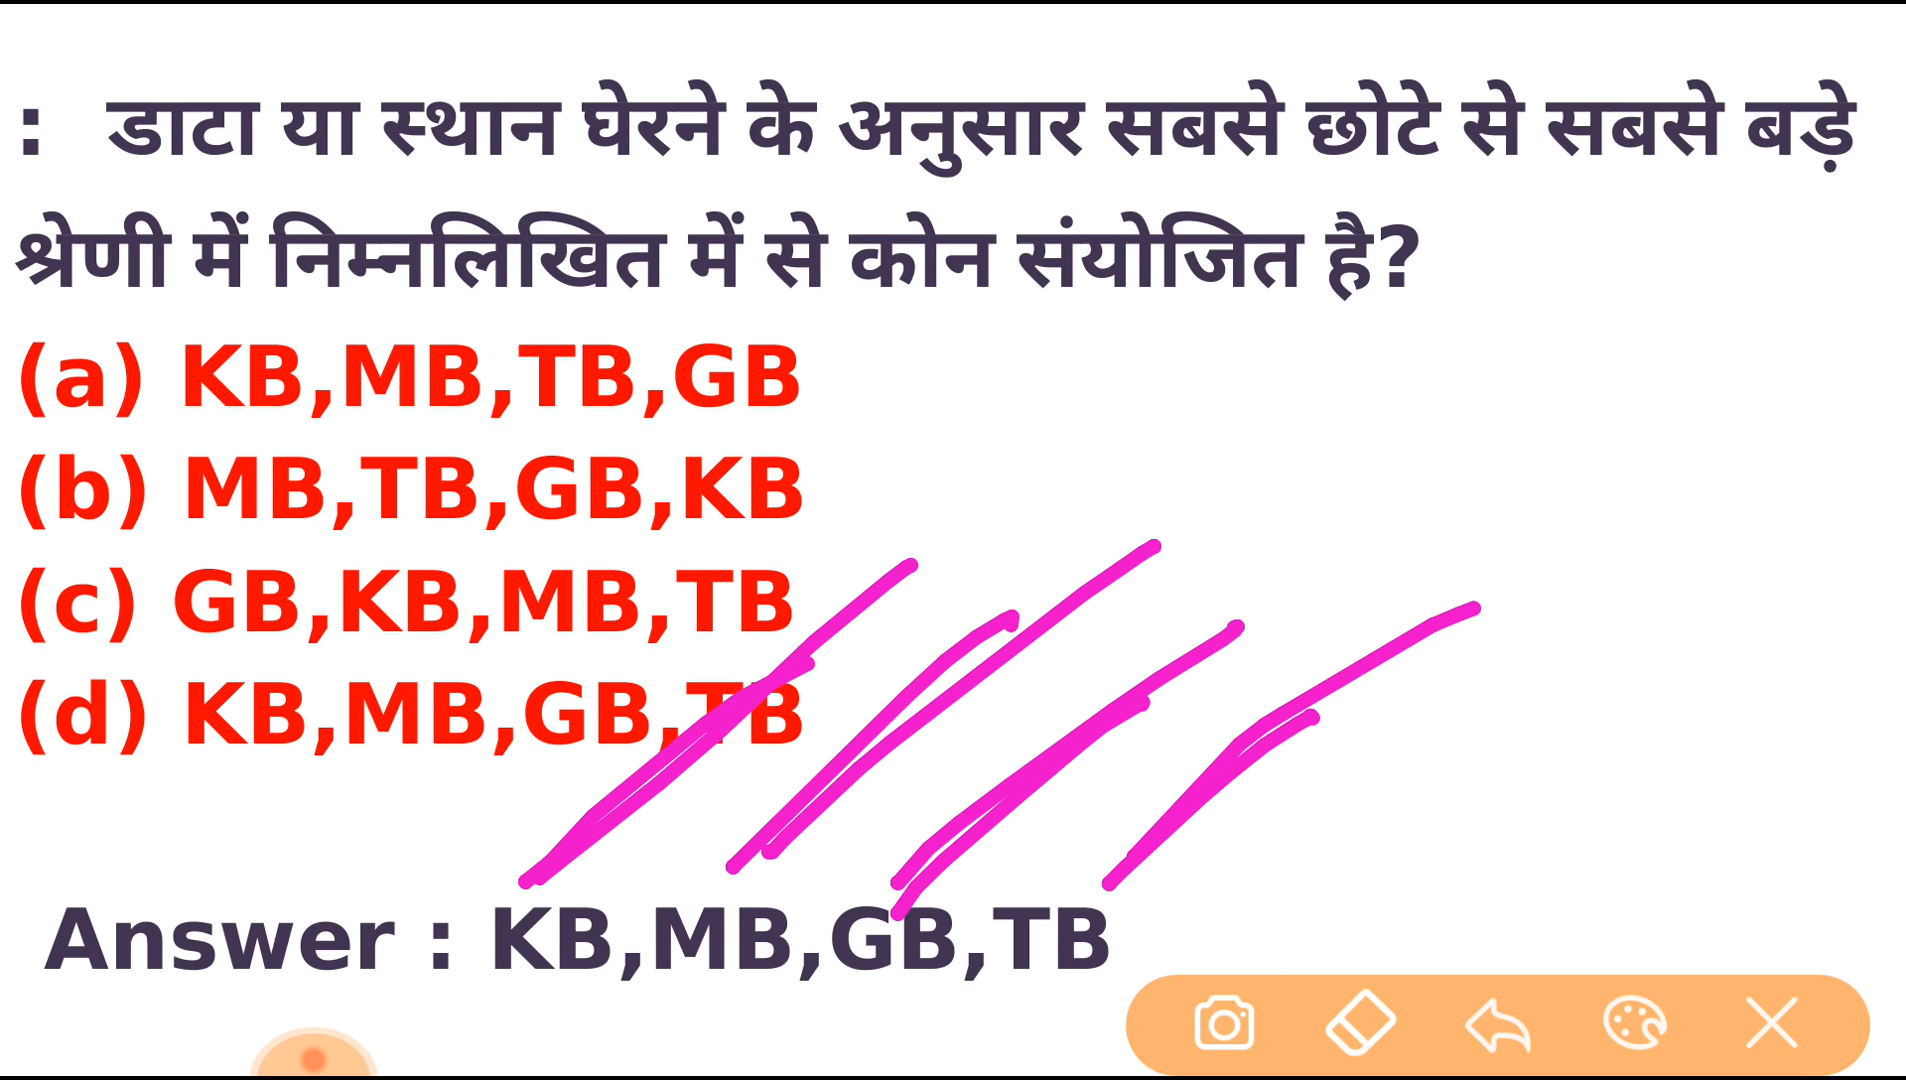 : डाटा या स्थान घेरने के अनुसार सबसे छोटे से सबसे बड़े
श्रेणी में निम्नलिखित में से कोन संयोजित है?
(a) KB,MB,TB,GB
(b) MB,TB,GB,KB
(c) GB,KB,MB,TB
(d) KB,MB,GB,TB
Answer : KB,MB,GB,TB